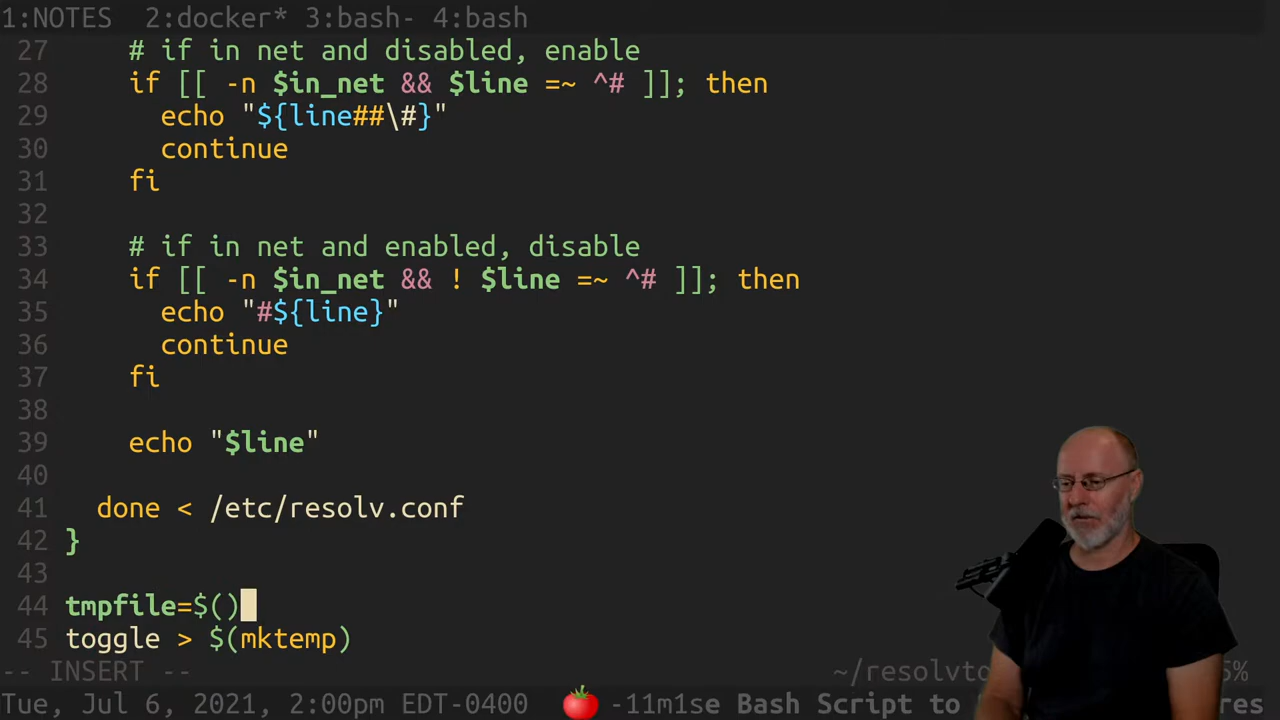 1:NOTES 2:docker* 3:bash- 4:bash
27 # if in net and disabled, enable
28 if [[ -n $in_net && $line =~ ^# ]]; then
29 echo "${line##\#}"
30 continue
31 fi
32
33 # if in net and enabled, disable
34 if [[ -n $in_net && ! $line =~ ^# ]]; then
35 echo "#${line}"
36 continue
37 fi
38
39 echo "$line"
40
41 done < /etc/resolv.conf
42 }
43
44 tmpfile=$()
45 toggle > $(mktemp)
-- INSERT -- ~/resolvto 5%
Tue, Jul 6, 2021, 2:00pm EDT-0400 🍅 -11m1se Bash Script to res